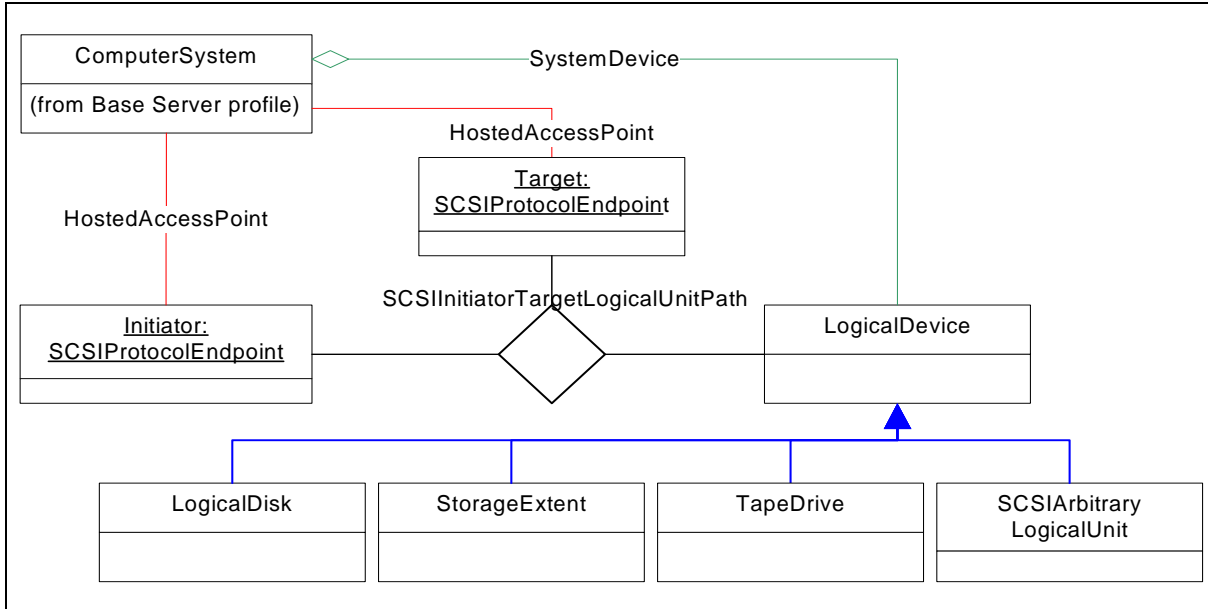 ComputerSystem
(from Base Server profile)
SystemDevice
HostedAccessPoint
Target:
SCSIProtocolEndpoint
HostedAccessPoint
SCSIInitiatorTargetLogicalUnitPath
Initiator:
SCSIProtocolEndpoint
LogicalDevice
LogicalDisk
StorageExtent
TapeDrive
SCSIArbitrary
LogicalUnit